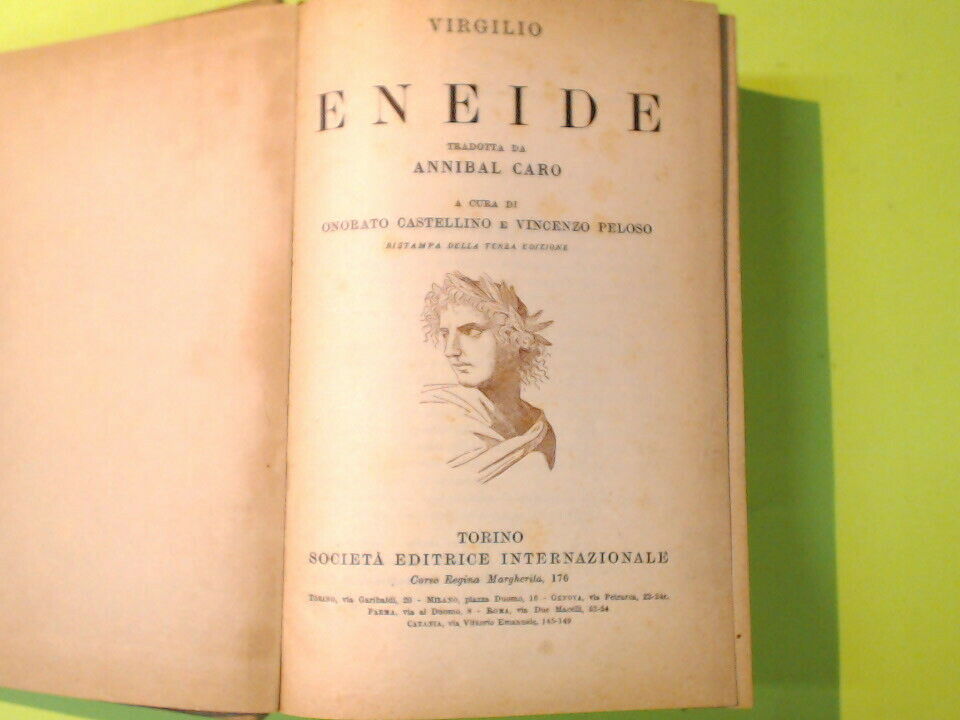 VIRGILIO
ENEIDE
TRADOTTA DA
ANNIBAL CARO
A CURA DI
ONORATO CASTELLINO E VINCENZO PELOSO
RISTAMPA DELLA TERZA EDIZIONE
TORINO
SOCIETÀ EDITRICE INTERNAZIONALE
Corso Regina Margherita, 176
TORINO, via Garibaldi, 20 - MILANO, piazza Duomo, 16 - GENOVA, via Petrarca, 22-24r.
PARMA, via al Duomo, 8 - ROMA, via Due Macelli, 52-54
CATANIA, via Vittorio Emanuele, 145-149